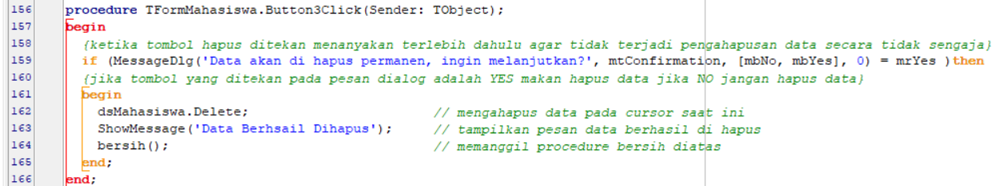 156 procedure TFormMahasiswa.Button3Click(Sender: TObject);
157 begin
158 {ketika tombol hapus ditekan menanyakan terlebih dahulu agar tidak terjadi pengahapusan data secara tidak sengaja}
159 if (MessageDlg('Data akan di hapus permanen, ingin melanjutkan?', mtConfirmation, [mbNo, mbYes], 0) = mrYes )then
160 {jika tombol yang ditekan pada pesan dialog adalah YES makan hapus data jika NO jangan hapus data}
161 begin
162 dsMahasiswa.Delete; // mengahapus data pada cursor saat ini
163 ShowMessage('Data Berhsail Dihapus'); // tampilkan pesan data berhasil di hapus
164 bersih(); // memanggil procedure bersih diatas
165 end;
166 end;